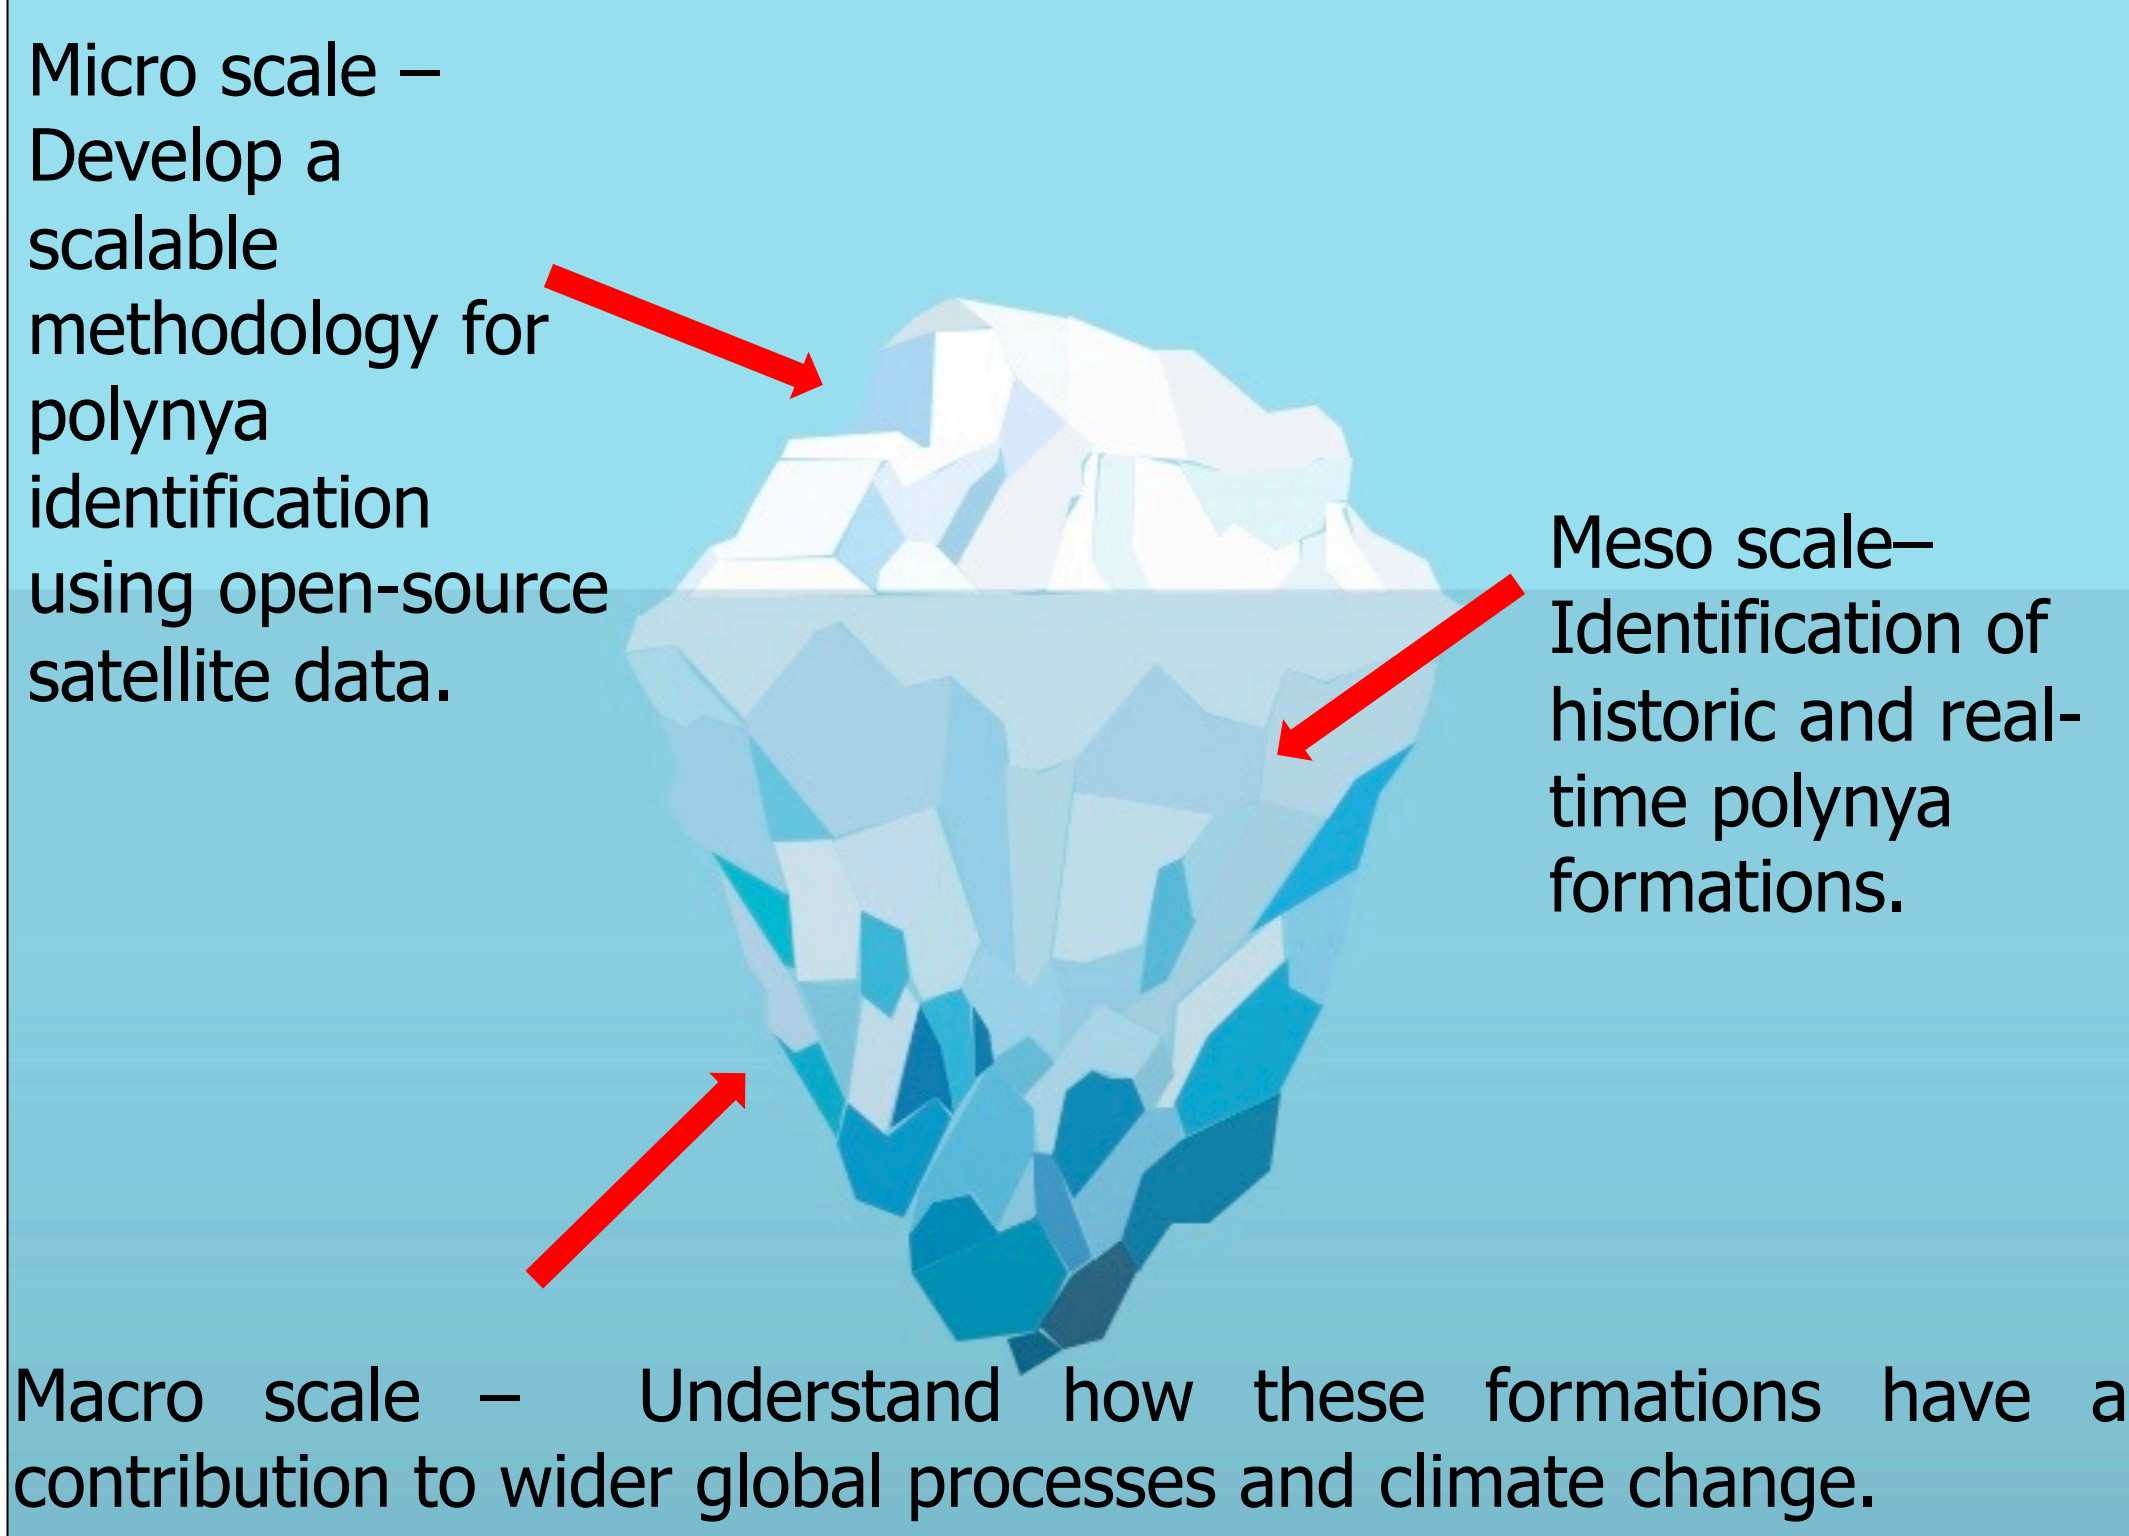 Micro scale –
Develop a
scalable
methodology for
polynya
identification
using open-source
satellite data.
Meso scale–
Identification of
historic and real-
time polynya
formations.
Macro scale – Understand how these formations have a
contribution to wider global processes and climate change.